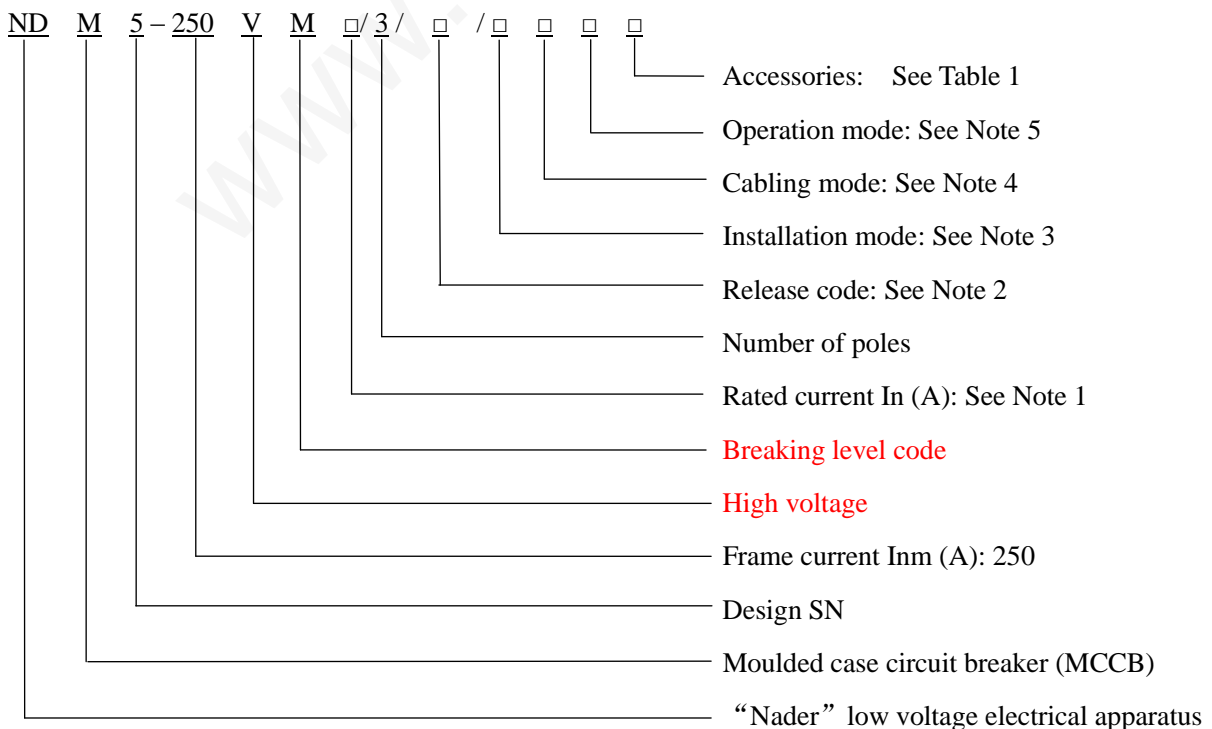 ND M 5 – 250 V M □/ 3 / □ / □ □ □ □
Accessories: See Table 1
Operation mode: See Note 5
Cabling mode: See Note 4
Installation mode: See Note 3
Release code: See Note 2
Number of poles
Rated current In (A): See Note 1
Breaking level code
High voltage
Frame current Inm (A): 250
Design SN
Moulded case circuit breaker (MCCB)
“Nader” low voltage electrical apparatus
www.